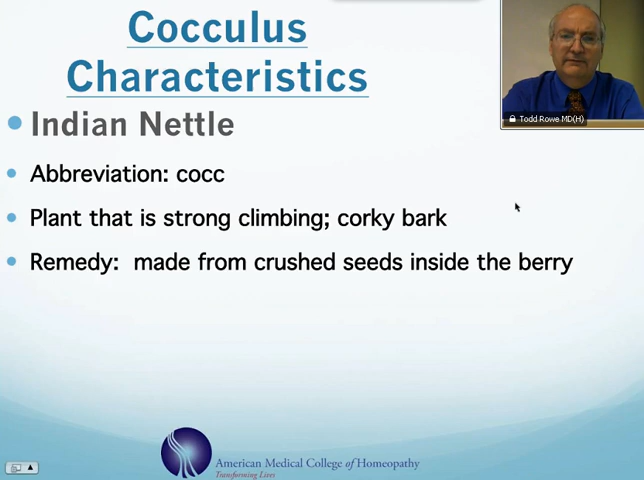 Cocculus
Characteristics
Indian Nettle
Abbreviation: cocc
Plant that is strong climbing; corky bark
Remedy: made from crushed seeds inside the berry
Todd Rowe MD(H)
American Medical College of Homeopathy
Transforming Lives